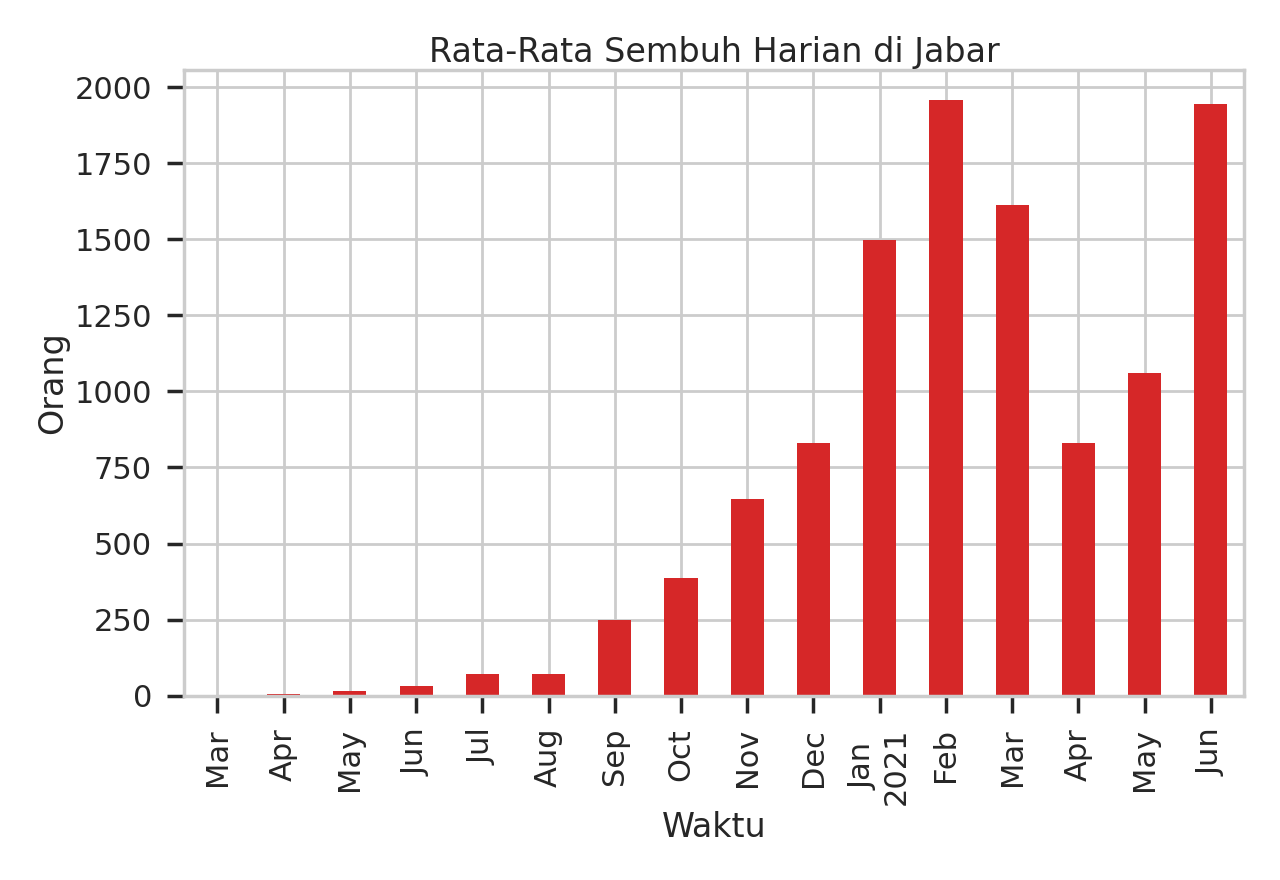 Rata-Rata Sembuh Harian di Jabar
2000
1750
1500
1250
1000
750
500
250
0
Orang
Mar
Apr
May
Jun
Jul
Aug
Sep
Oct
Nov
Dec
Jan
2021
Feb
Mar
Apr
May
Jun
Waktu